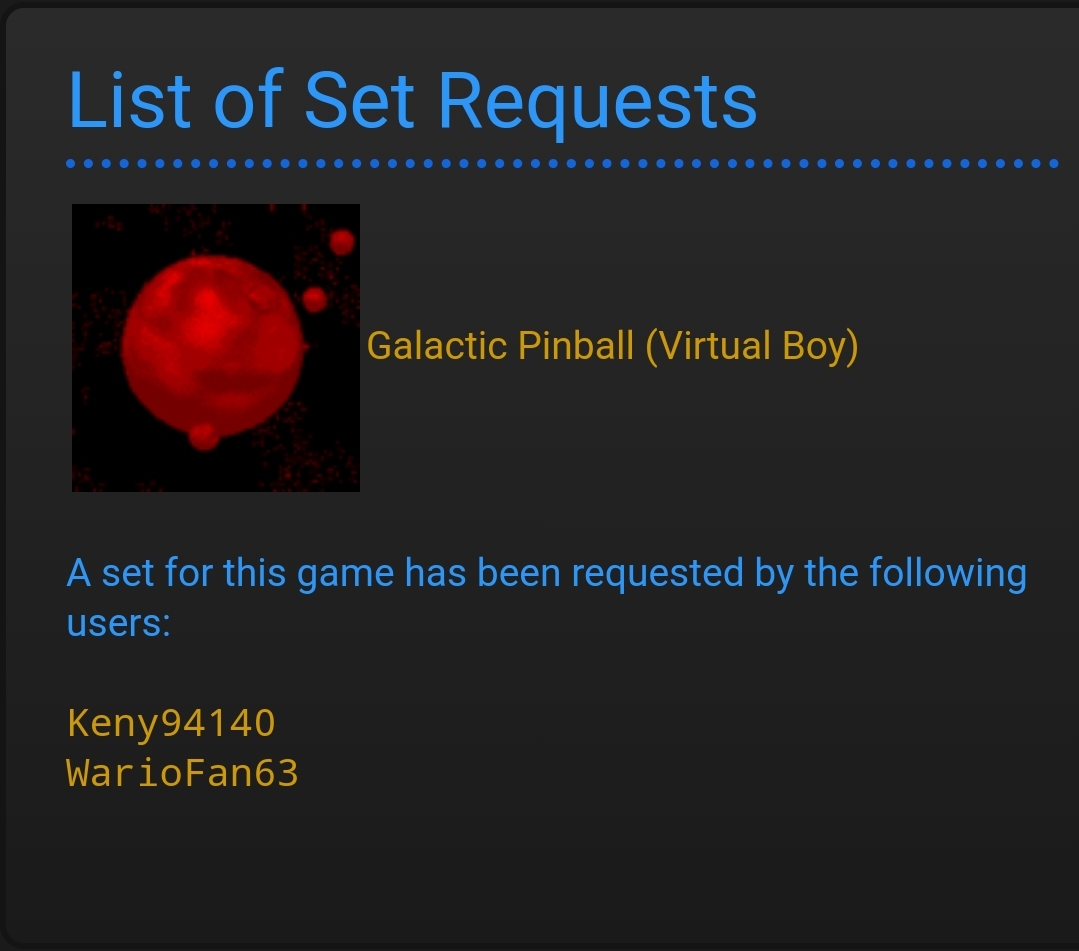 List of Set Requests
Galactic Pinball (Virtual Boy)
A set for this game has been requested by the following
users:
Keny94140
WarioFan63